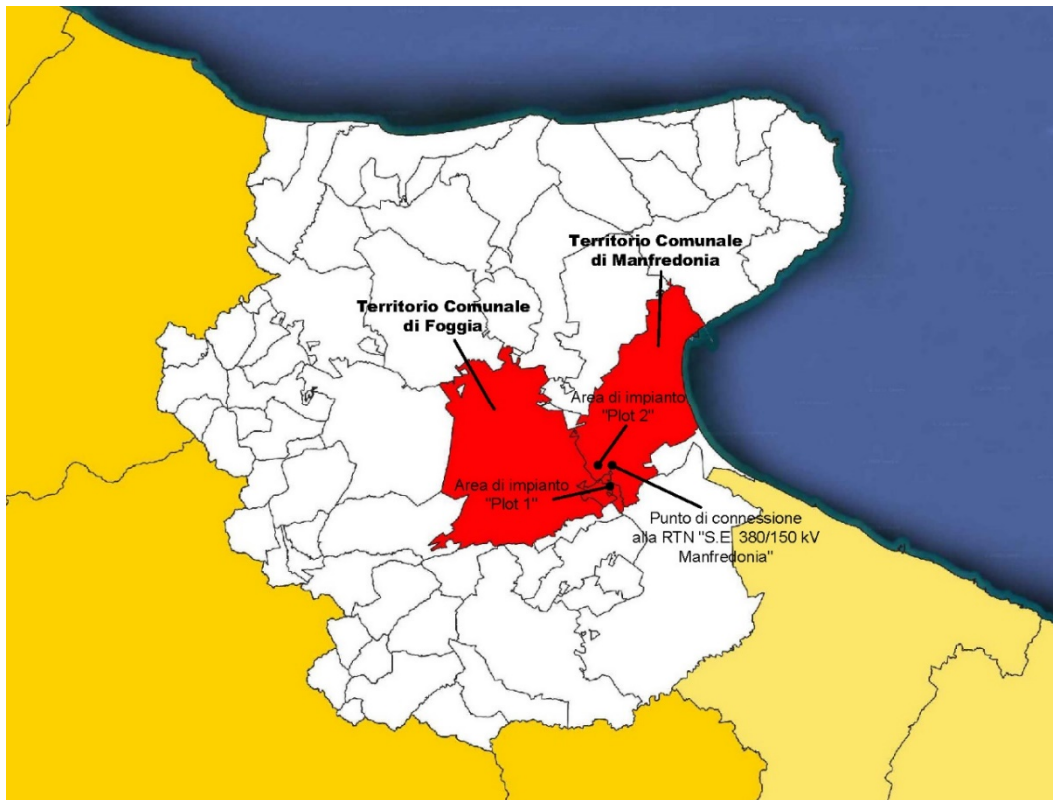 Territorio Comunale
di Manfredonia
Territorio Comunale
di Foggia
Area di impianto
"Plot 2"
Area di impianto
"Plot 1"
Punto di connessione
alla RTN "S.E. 380/150 kV
Manfredonia"